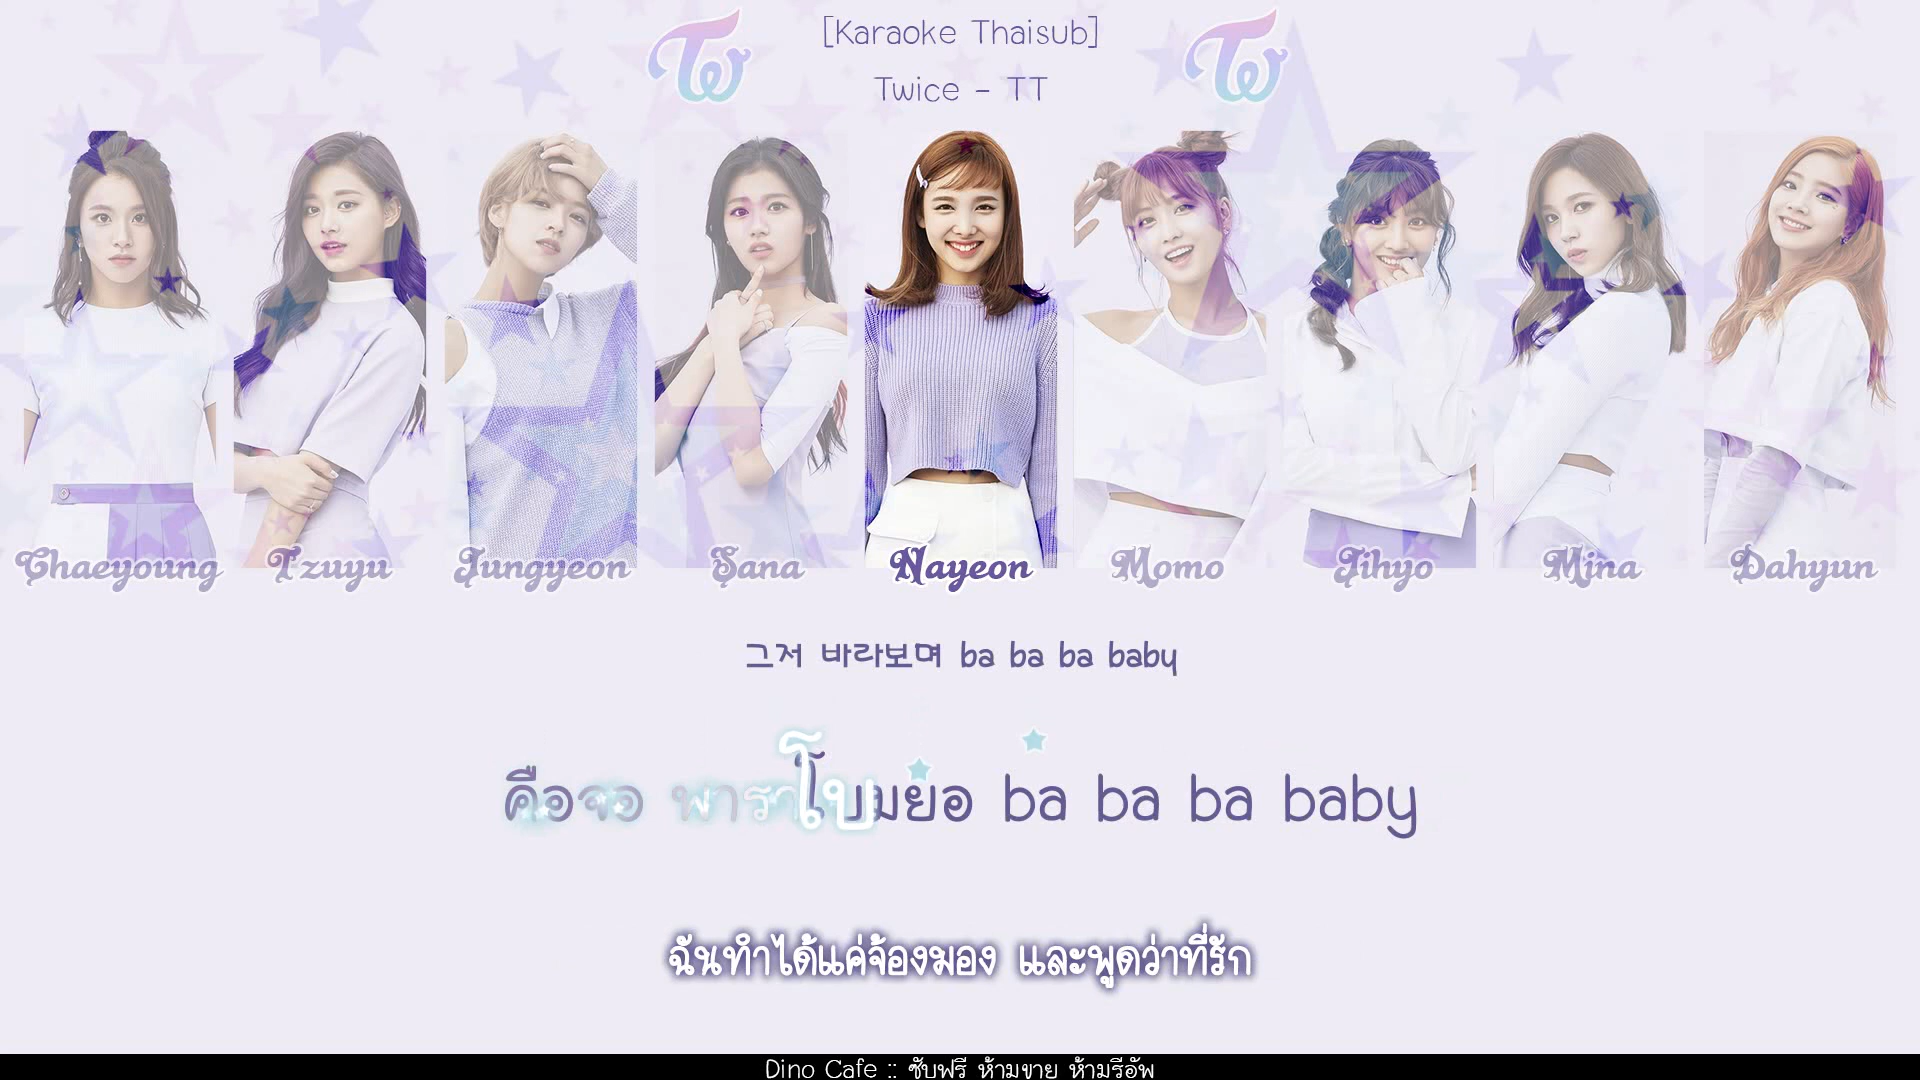 [Karaoke Thaisub]
Tw Tw
Twice - TT
Chaeyoung Tzuyu Jungyeon Sana Nayeon Momo Jihyo Mina Dahyun
그저 바라보며 ba ba ba baby
คือจอ พาราโบมยอ ba ba ba baby
ฉันทำได้แค่จ้องมอง และพูดว่าที่รัก
Dino Cafe :: ซับฟรี ห้ามขาย ห้ามรีอัพ